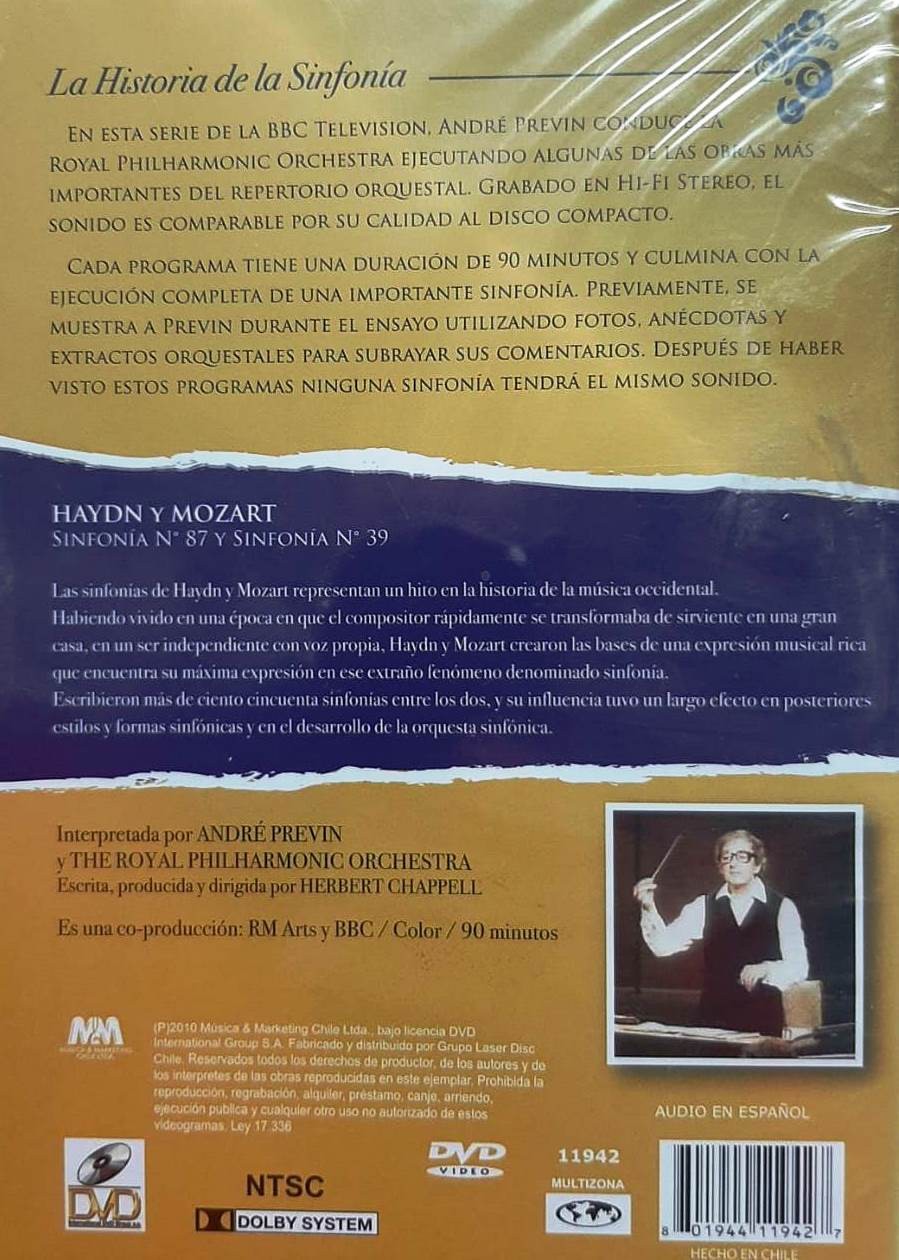 La Historia de la Sinfonía
EN ESTA SERIE DE LA BBC TELEVISION, ANDRÉ PREVIN CONDUCE LA
ROYAL PHILHARMONIC ORCHESTRA EJECUTANDO ALGUNAS DE LAS OBRAS MÁS
IMPORTANTES DEL REPERTORIO ORQUESTAL. GRABADO EN HI-FI STEREO, EL
SONIDO ES COMPARABLE POR SU CALIDAD AL DISCO COMPACTO.
CADA PROGRAMA TIENE UNA DURACIÓN DE 90 MINUTOS Y CULMINA CON LA
EJECUCIÓN COMPLETA DE UNA IMPORTANTE SINFONÍA. PREVIAMENTE, SE
MUESTRA A PREVIN DURANTE EL ENSAYO UTILIZANDO FOTOS, ANÉCDOTAS Y
EXTRACTOS ORQUESTALES PARA SUBRAYAR SUS COMENTARIOS. DESPUÉS DE HABER
VISTO ESTOS PROGRAMAS NINGUNA SINFONÍA TENDRÁ EL MISMO SONIDO.
HAYDN Y MOZART
SINFONÍA N° 87 Y SINFONÍA N° 39
Las sinfonías de Haydn y Mozart representan un hito en la historia de la música occidental.
Habiendo vivido en una época en que el compositor rápidamente se transformaba de sirviente en una gran
casa, en un ser independiente con voz propia, Haydn y Mozart crearon las bases de una expresión musical rica
que encuentra su máxima expresión en ese extraño fenómeno denominado sinfonía.
Escribieron más de ciento cincuenta sinfonías entre los dos, y su influencia tuvo un largo efecto en posteriores
estilos y formas sinfónicas y en el desarrollo de la orquesta sinfónica.
Interpretada por ANDRÉ PREVIN
y THE ROYAL PHILHARMONIC ORCHESTRA
Escrita, producida y dirigida por HERBERT CHAPPELL
Es una co-producción: RM Arts y BBC / Color / 90 minutos
M&M
MÚSICA & MARKETING
CHILE LTDA.
(P)2010 Música & Marketing Chile Ltda., bajo licencia DVD
International Group S.A. Fabricado y distribuido por Grupo Laser Disc
Chile. Reservados todos los derechos de productor, de los autores y de
los interpretes de las obras reproducidas en este ejemplar. Prohibida la
reproducción, regrabación, alquiler, préstamo, canje, arriendo,
ejecución publica y cualquier otro uso no autorizado de estos
videogramas. Ley 17.336
AUDIO EN ESPAÑOL
DVD
NTSC
DOLBY SYSTEM
DVD
VIDEO
11942
MULTIZONA
8 01944 11942 7
HECHO EN CHILE